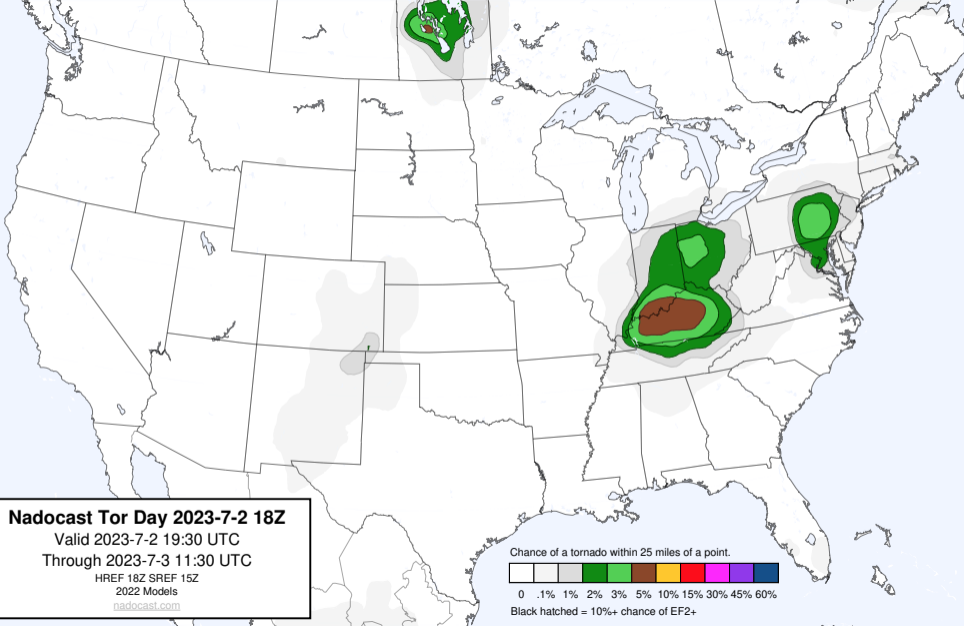 Nadocast Tor Day 2023-7-2 18Z
Valid 2023-7-2 19:30 UTC
Through 2023-7-3 11:30 UTC
HREF 18Z SREF 15Z
2022 Models
nadocast.com
Chance of a tornado within 25 miles of a point.
0 .1% 1% 2% 3% 5% 10% 15% 30% 45% 60%
Black hatched = 10%+ chance of EF2+